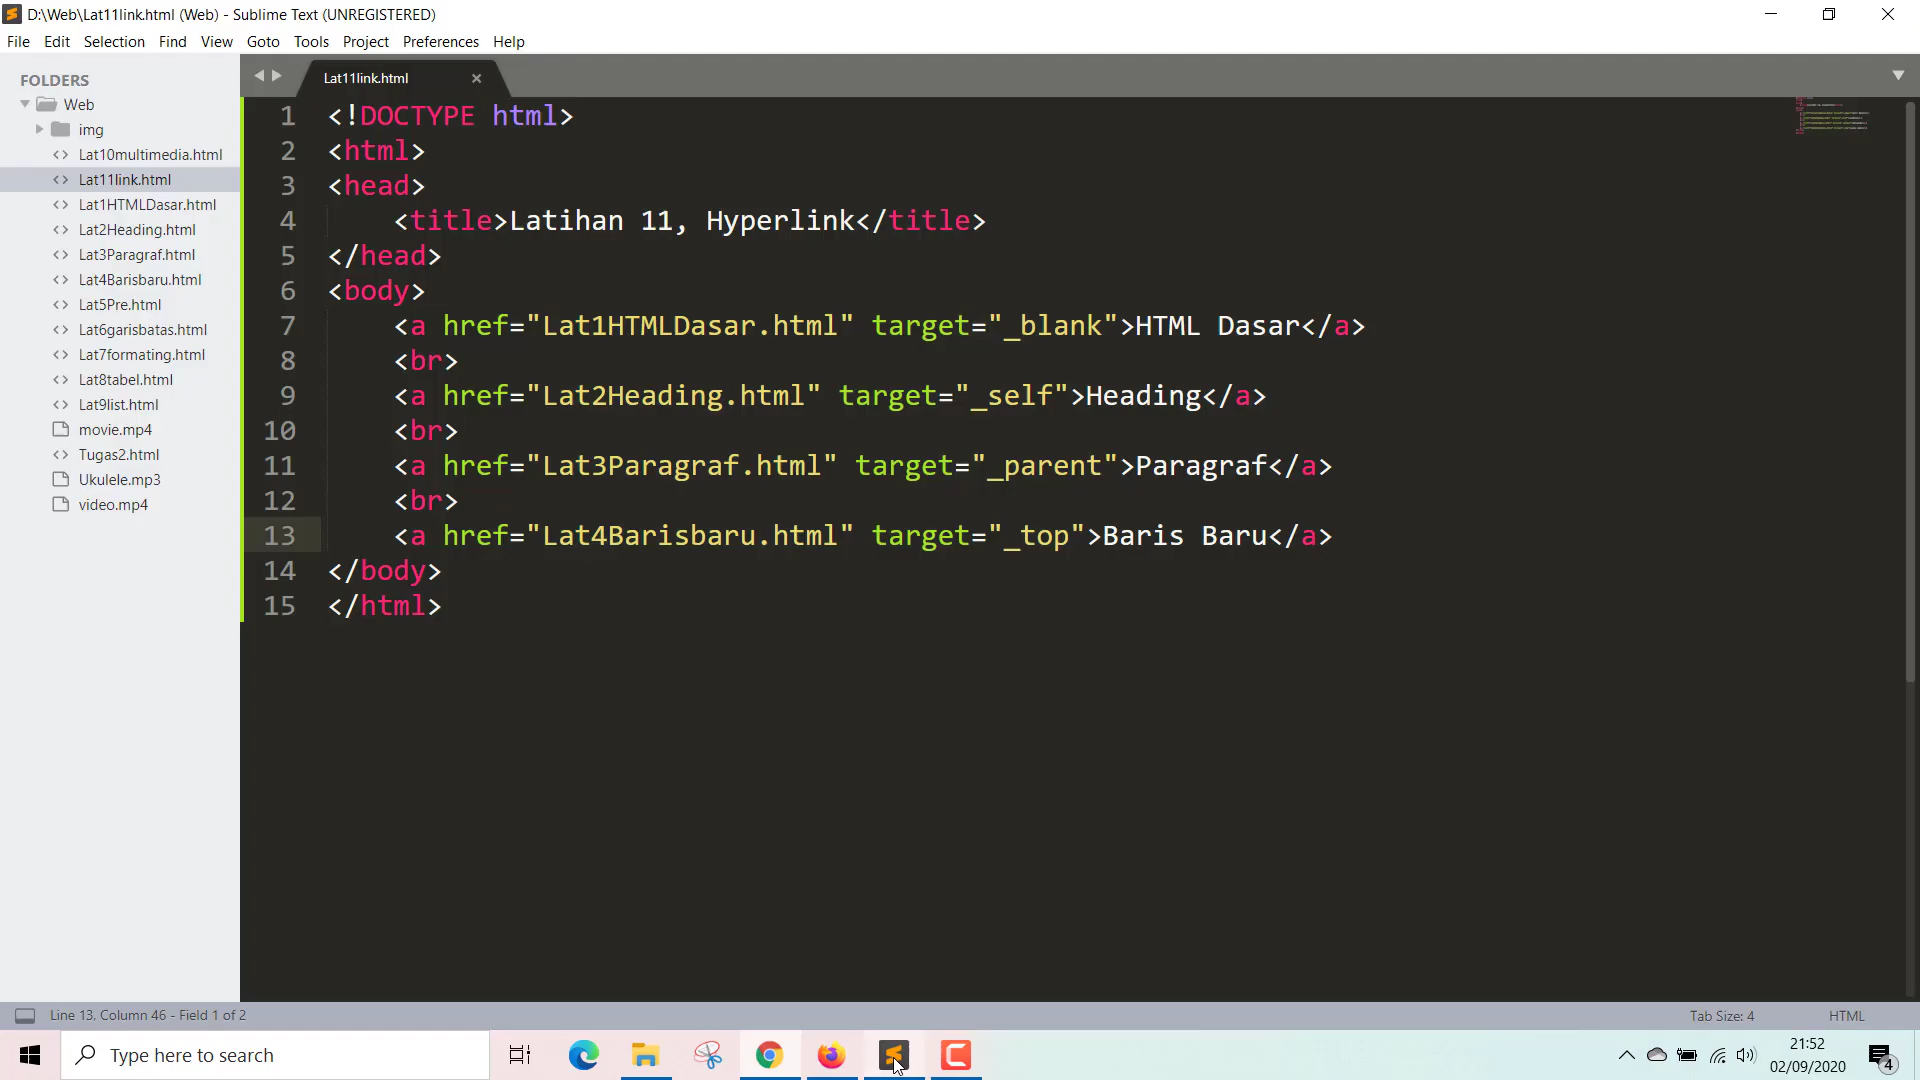 D:\Web\Lat11link.html (Web) - Sublime Text (UNREGISTERED)
File Edit Selection Find View Goto Tools Project Preferences Help
FOLDERS
Web
img
Lat10multimedia.html
Lat11link.html
Lat1HTMLDasar.html
Lat2Heading.html
Lat3Paragraf.html
Lat4Barisbaru.html
Lat5Pre.html
Lat6garisbatas.html
Lat7formating.html
Lat8tabel.html
Lat9list.html
movie.mp4
Tugas2.html
Ukulele.mp3
video.mp4
Lat11link.html
1 <!DOCTYPE html>
2 <html>
3 <head>
4 <title>Latihan 11, Hyperlink</title>
5 </head>
6 <body>
7 <a href="Lat1HTMLDasar.html" target="_blank">HTML Dasar</a>
8 <br>
9 <a href="Lat2Heading.html" target="_self">Heading</a>
10 <br>
11 <a href="Lat3Paragraf.html" target="_parent">Paragraf</a>
12 <br>
13 <a href="Lat4Barisbaru.html" target="_top">Baris Baru</a>
14 </body>
15 </html>
Line 13, Column 46 - Field 1 of 2
Tab Size: 4
HTML
Type here to search
21:52
02/09/2020
4